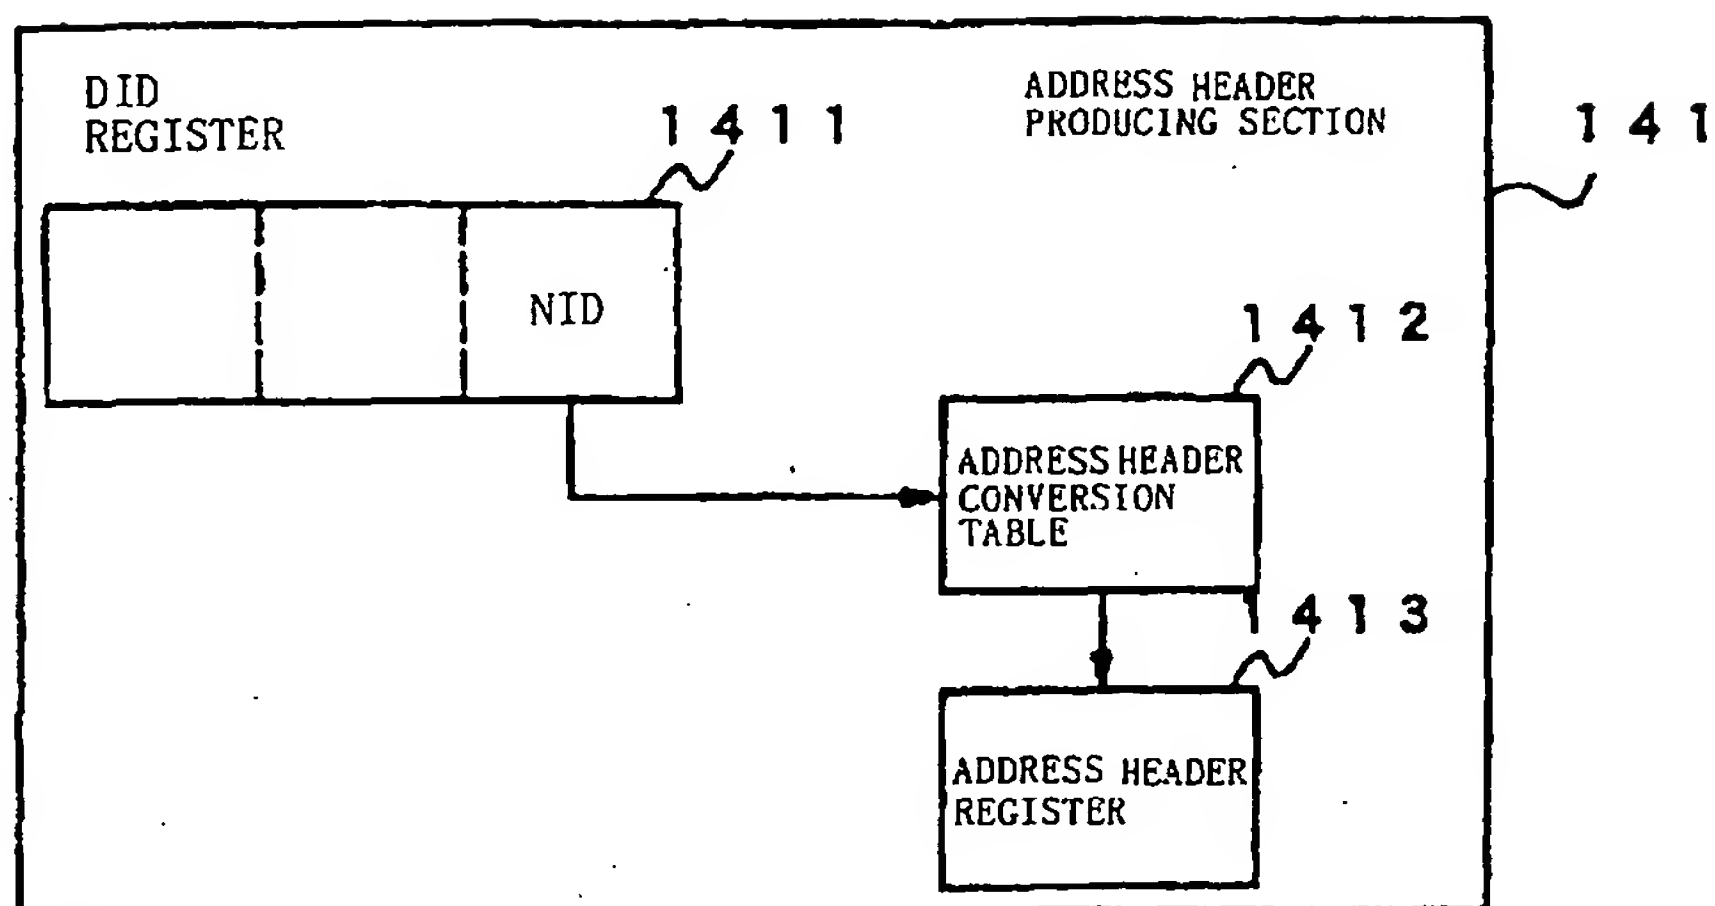 DID
REGISTER
1411
ADDRESS HEADER
PRODUCING SECTION
141
NID
1412
ADDRESS HEADER
CONVERSION
TABLE
1413
ADDRESS HEADER
REGISTER